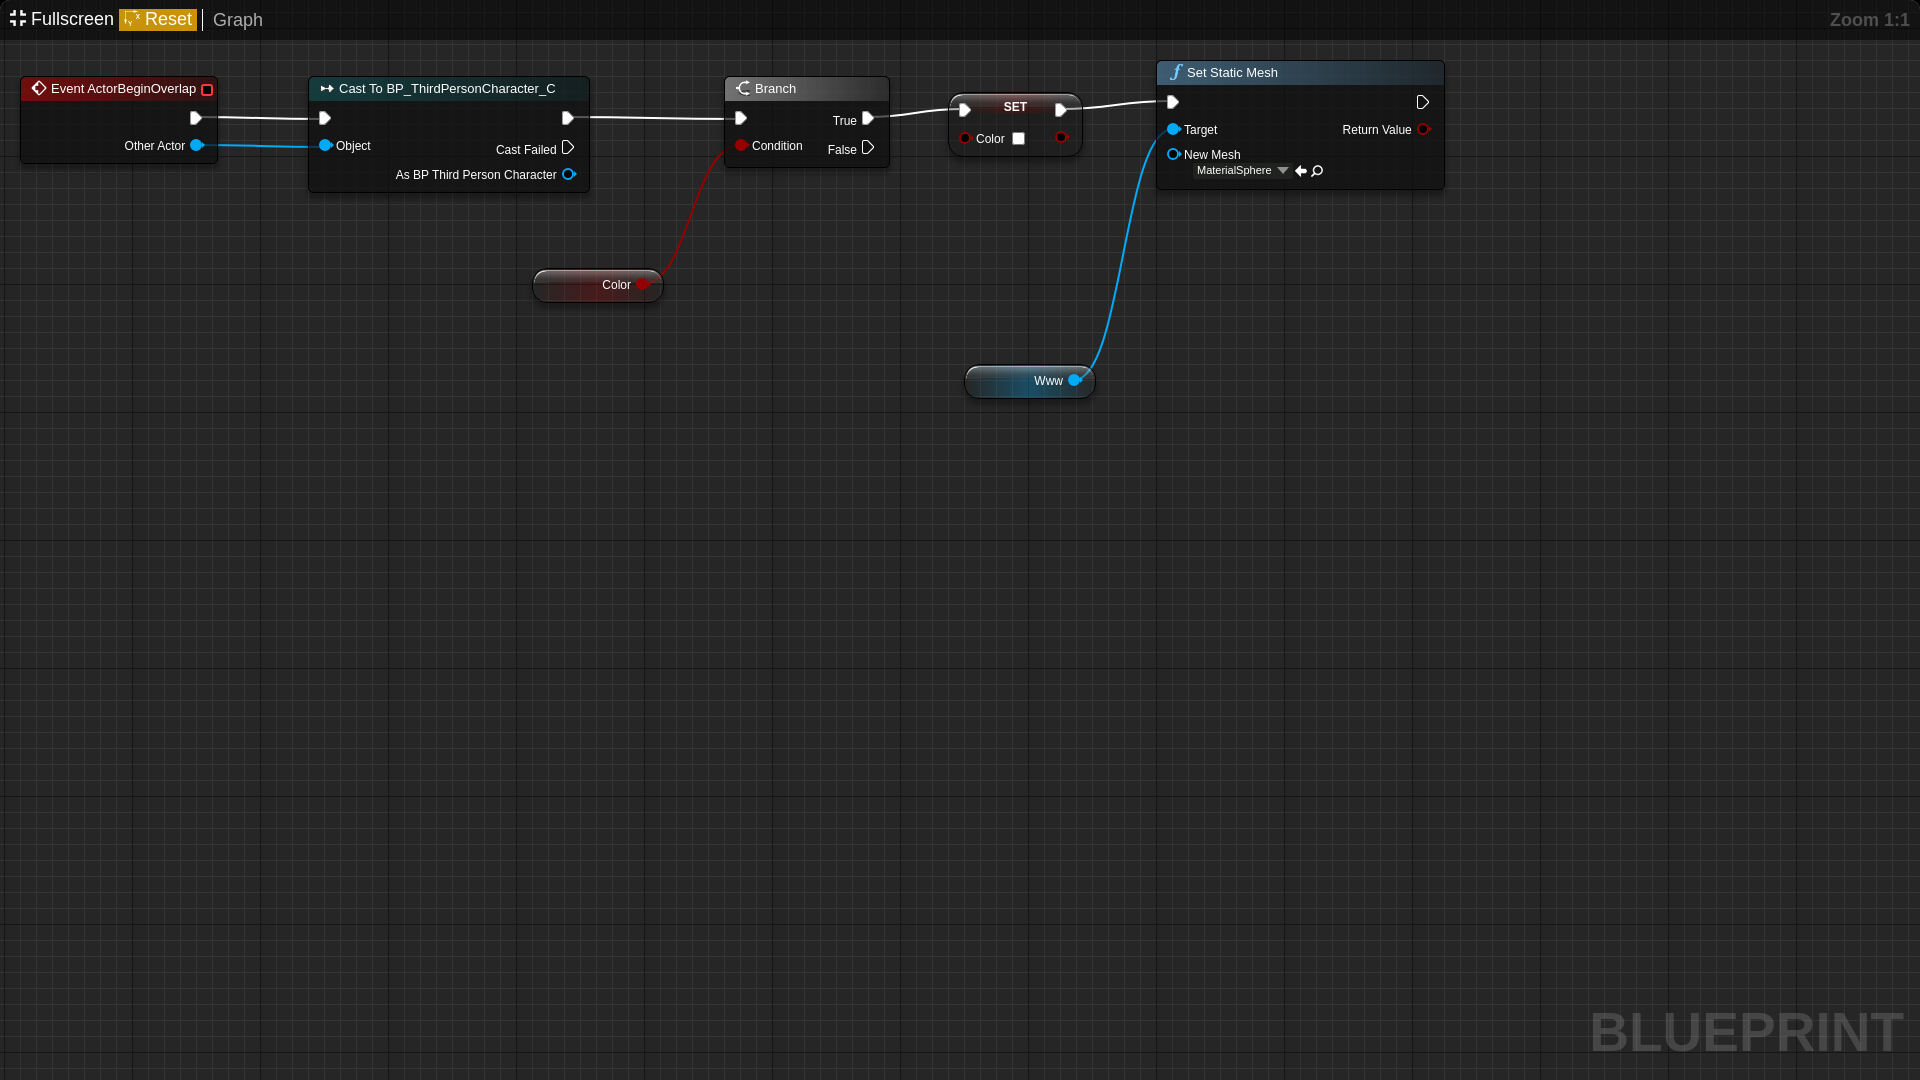 Fullscreen Reset Graph
Zoom 1:1
Event ActorBeginOverlap
Other Actor
Cast To BP_ThirdPersonCharacter_C
Object
Cast Failed
As BP Third Person Character
Branch
True
Condition
False
SET
Color
Set Static Mesh
Target
Return Value
New Mesh
MaterialSphere
Color
Www
BLUEPRINT